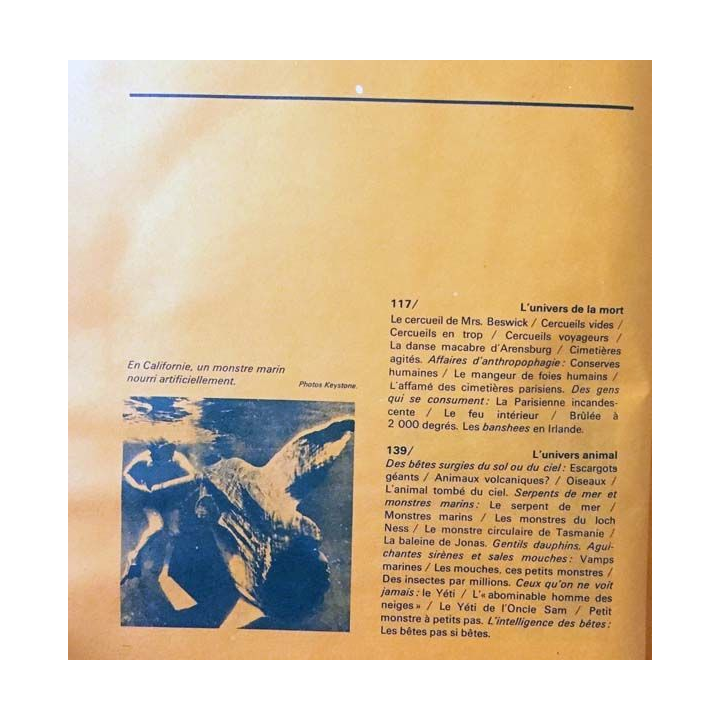 En Californie, un monstre marin
nourri artificiellement.
Photos Keystone.
117/
L'univers de la mort
Le cercueil de Mrs. Beswick / Cercueils vides /
Cercueils en trop / Cercueils voyageurs /
La danse macabre d'Arensburg / Cimetières
agités. Affaires d'anthropophagie : Conserves
humaines / Le mangeur de foies humains /
L'affamé des cimetières parisiens. Des gens
qui se consument : La Parisienne incandes-
cente / Le feu intérieur / Brûlée à
2 000 degrés. Les banshees en Irlande.
139/
L'univers animal
Des bêtes surgies du sol ou du ciel : Escargots
géants / Animaux volcaniques? / Oiseaux /
L'animal tombé du ciel. Serpents de mer et
monstres marins : Le serpent de mer /
Monstres marins / Les monstres du loch
Ness / Le monstre circulaire de Tasmanie /
La baleine de Jonas. Gentils dauphins. Agui-
chantes sirènes et sales mouches : Vamps
marines / Les mouches, ces petits monstres /
Des insectes par millions. Ceux qu'on ne voit
jamais : le Yéti / L'« abominable homme des
neiges » / Le Yéti de l'Oncle Sam / Petit
monstre à petits pas. L'intelligence des bêtes :
Les bêtes pas si bêtes.